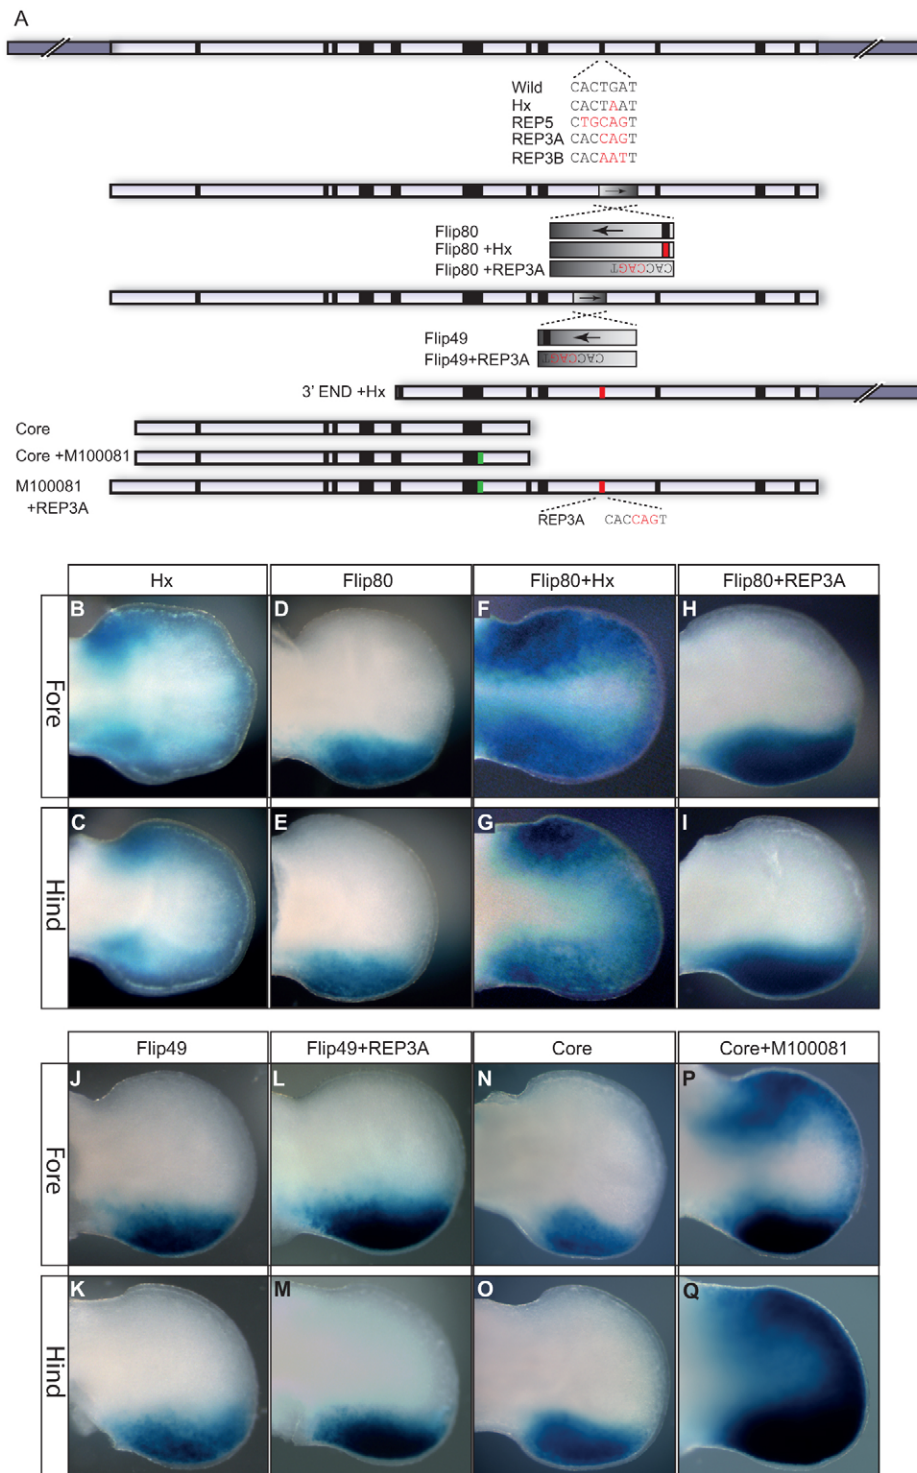 A
Wild CACTGAT
Hx CACTAAT
REP5 CTGCAGT
REP3A CACCAGT
REP3B CACAATT
Flip80
Flip80 +Hx
Flip80 +REP3A CACCAGT
Flip49
Flip49+REP3A CACCAGT
3' END +Hx
Core
Core +M100081
M100081
+REP3A
REP3A CACCAGT
Hx Flip80 Flip80+Hx Flip80+REP3A
Fore
B D F H
Hind
C E G I
Flip49 Flip49+REP3A Core Core+M100081
Fore
J L N P
Hind
K M O Q